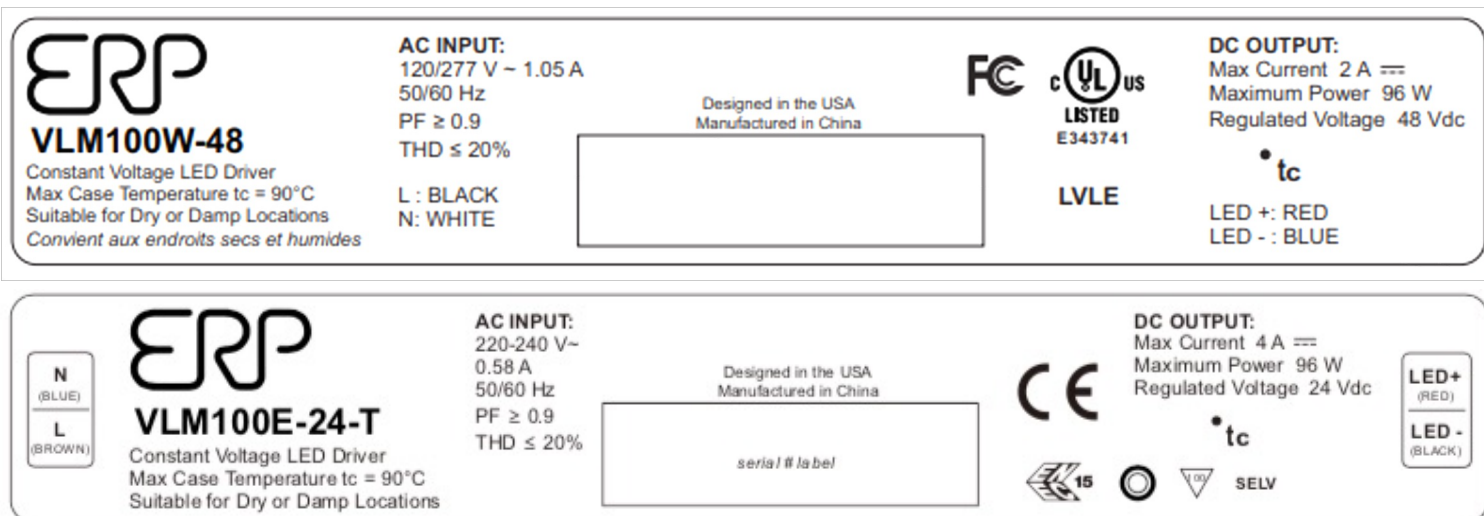 ERP
VLM100W-48
Constant Voltage LED Driver
Max Case Temperature tc = 90°C
Suitable for Dry or Damp Locations
Convient aux endroits secs et humides
AC INPUT:
120/277 V ~ 1.05 A
50/60 Hz
PF ≥ 0.9
THD ≤ 20%
L : BLACK
N: WHITE
Designed in the USA
Manufactured in China
FC
C UL US
LISTED
E343741
LVLE
DC OUTPUT:
Max Current 2 A ⎓
Maximum Power 96 W
Regulated Voltage 48 Vdc
tc
LED +: RED
LED - : BLUE
N
(BLUE)
L
(BROWN)
ERP
VLM100E-24-T
Constant Voltage LED Driver
Max Case Temperature tc = 90°C
Suitable for Dry or Damp Locations
AC INPUT:
220-240 V~
0.58 A
50/60 Hz
PF ≥ 0.9
THD ≤ 20%
Designed in the USA
Manufactured in China
serial # label
CE
15
SELV
DC OUTPUT:
Max Current 4 A ⎓
Maximum Power 96 W
Regulated Voltage 24 Vdc
tc
LED+
(RED)
LED -
(BLACK)